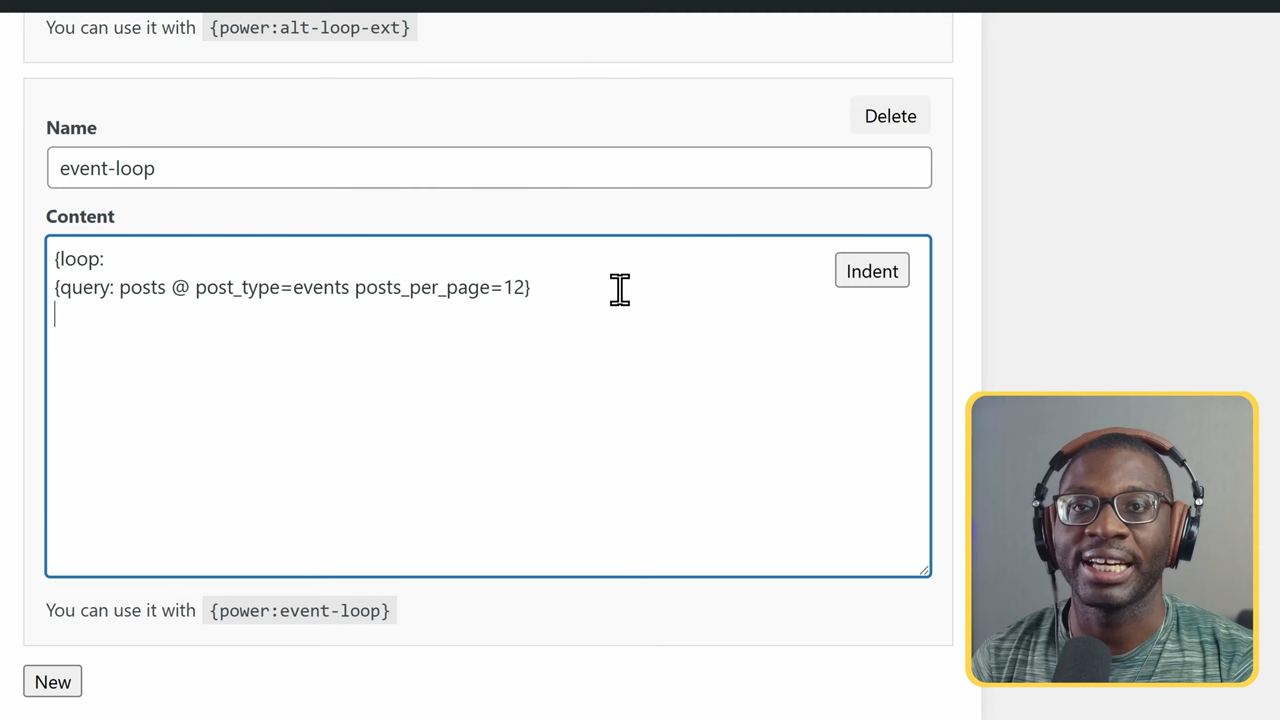 You can use it with {power:alt-loop-ext}
Delete
Name
event-loop
Content
{loop:
Indent
{query: posts @ post_type=events posts_per_page=12}
You can use it with {power:event-loop}
New